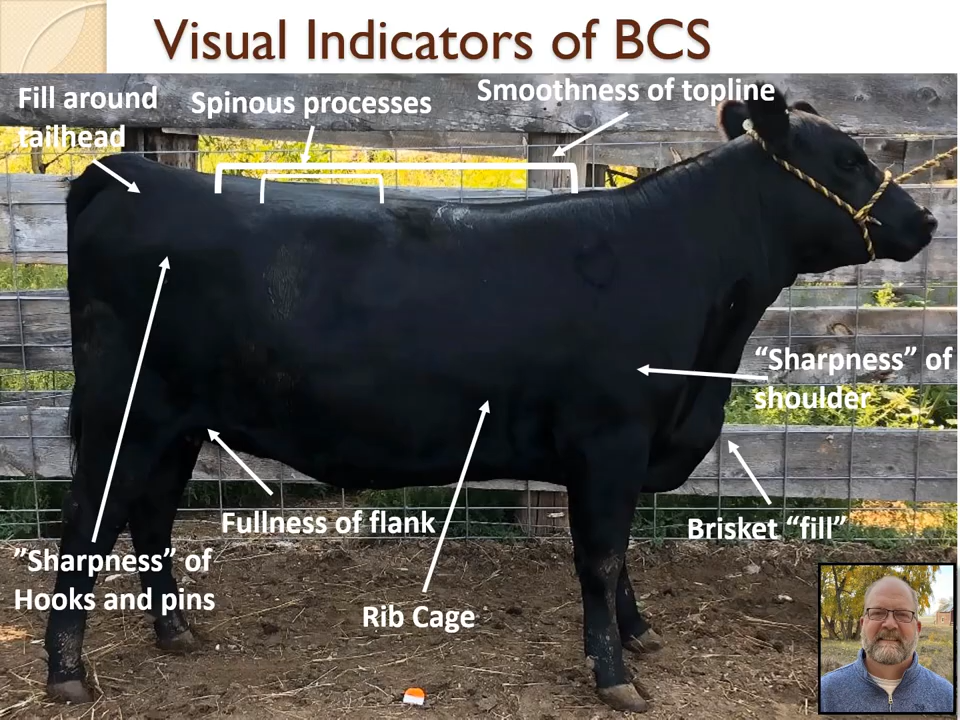 Visual Indicators of BCS
Fill around
tailhead
Spinous processes
Smoothness of topline
“Sharpness” of
shoulder
Fullness of flank
Brisket “fill”
”Sharpness” of
Hooks and pins
Rib Cage